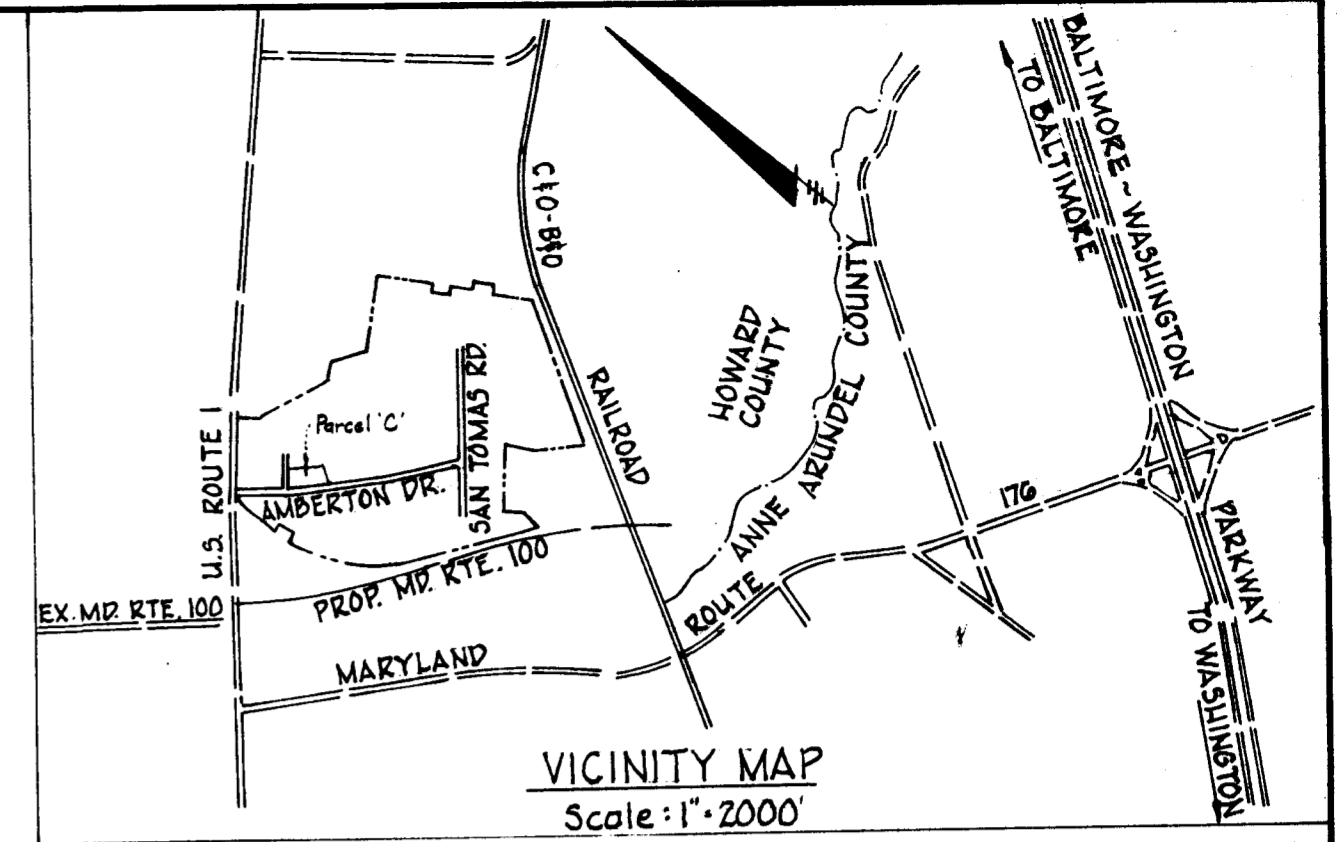 BALTIMORE ~ WASHINGTON
PARKWAY
TO BALTIMORE
TO WASHINGTON
C&O-B&O
RAILROAD
HOWARD
COUNTY
ANNE ARUNDEL COUNTY
U.S. ROUTE 1
Parcel 'C'
SAN TOMAS RD.
AMBERTON DR.
EX. MD. RTE. 100
PROP. MD. RTE. 100
MARYLAND
ROUTE
176
VICINITY MAP
Scale: 1"=2000'